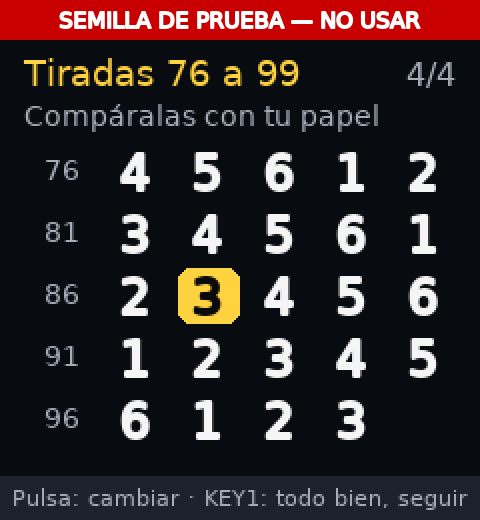 SEMILLA DE PRUEBA — NO USAR
Tiradas 76 a 99 4/4
Compáralas con tu papel
76 4 5 6 1 2
81 3 4 5 6 1
86 2 3 4 5 6
91 1 2 3 4 5
96 6 1 2 3
Pulsa: cambiar · KEY1: todo bien, seguir